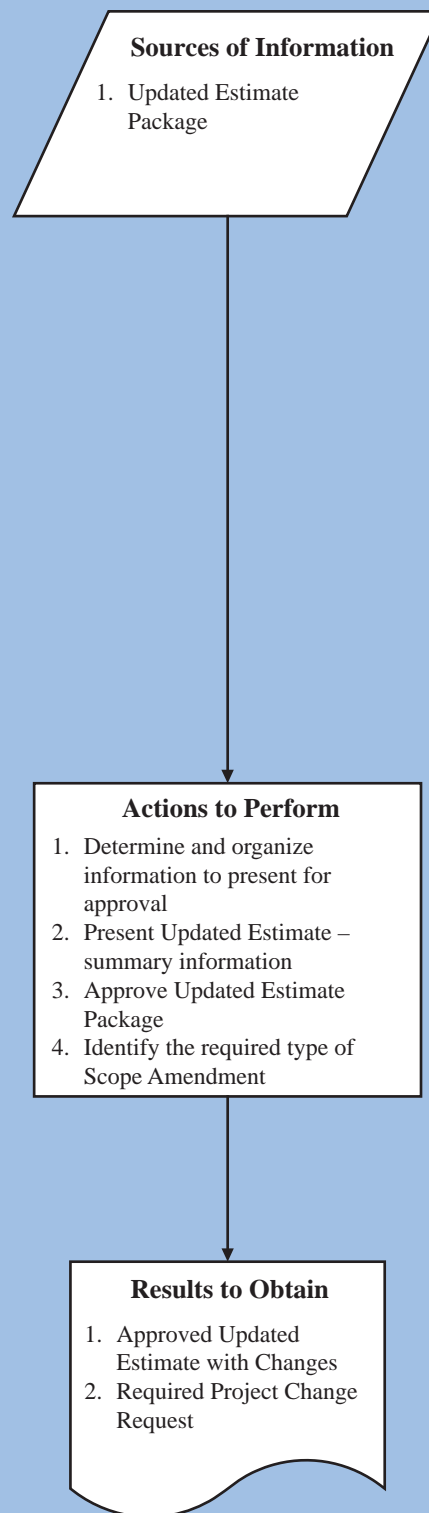 Sources of Information
1. Updated Estimate
Package
Actions to Perform
1. Determine and organize
information to present for
approval
2. Present Updated Estimate –
summary information
3. Approve Updated Estimate
Package
4. Identify the required type of
Scope Amendment
Results to Obtain
1. Approved Updated
Estimate with Changes
2. Required Project Change
Request